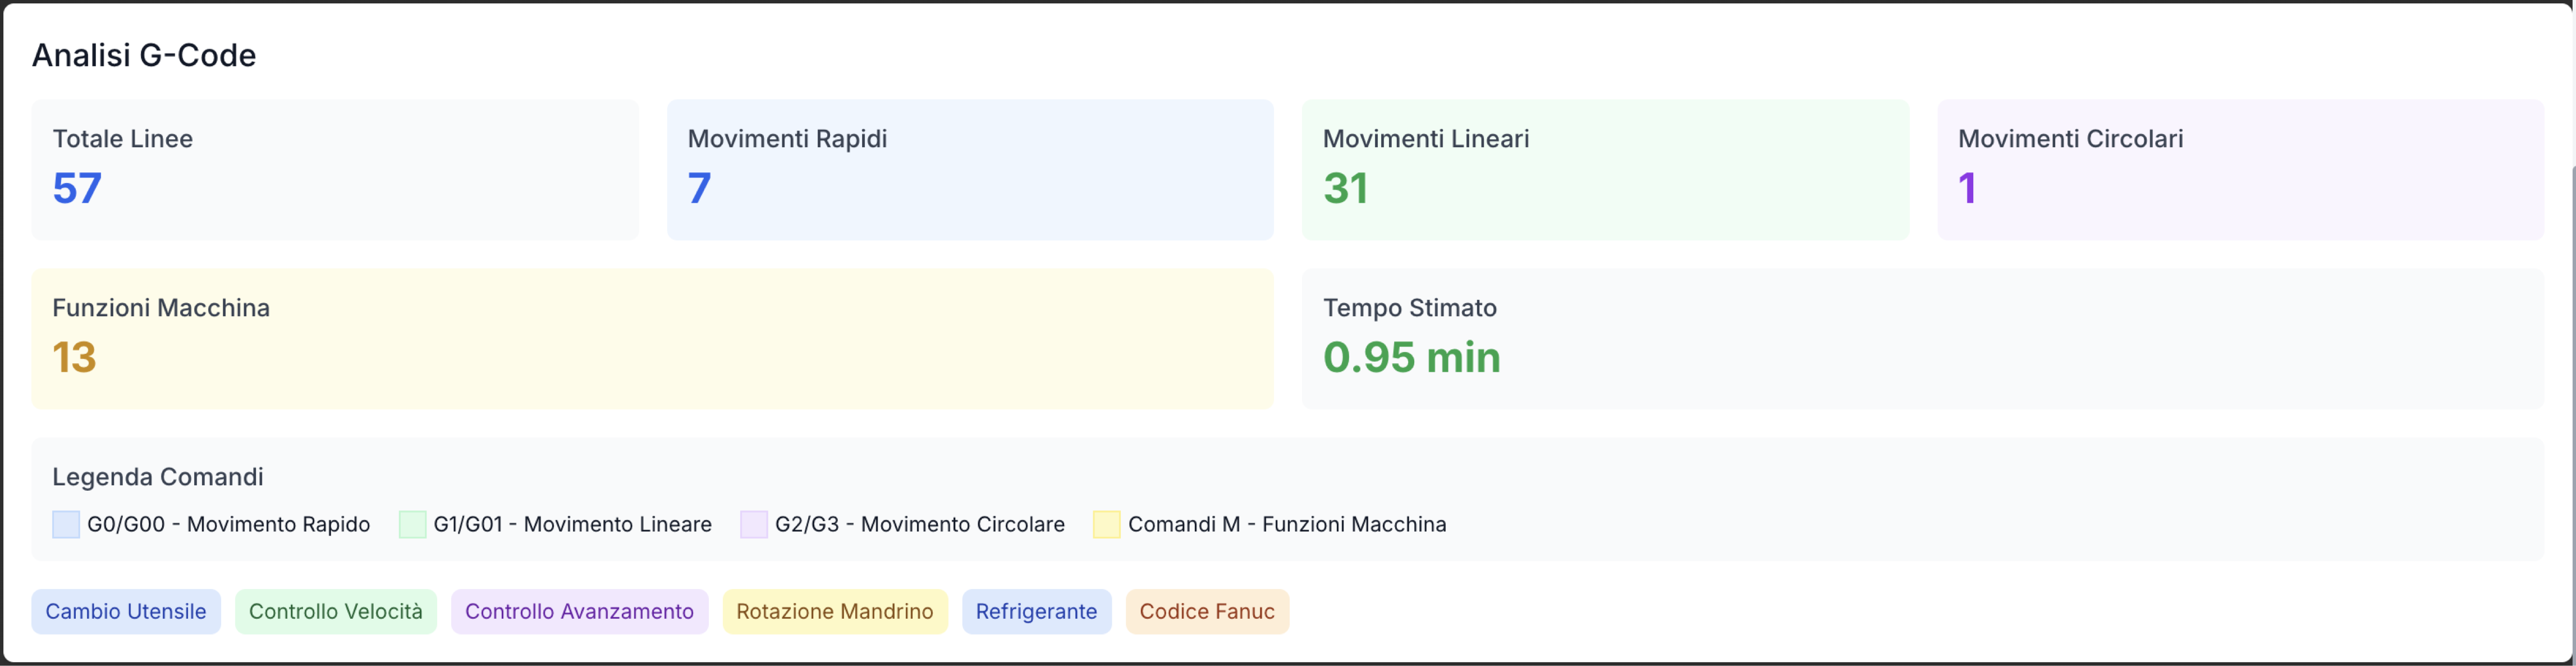 Analisi G-Code
Totale Linee
57
Movimenti Rapidi
7
Movimenti Lineari
31
Movimenti Circolari
1
Funzioni Macchina
13
Tempo Stimato
0.95 min
Legenda Comandi
G0/G00 - Movimento Rapido
G1/G01 - Movimento Lineare
G2/G3 - Movimento Circolare
Comandi M - Funzioni Macchina
Cambio Utensile
Controllo Velocità
Controllo Avanzamento
Rotazione Mandrino
Refrigerante
Codice Fanuc